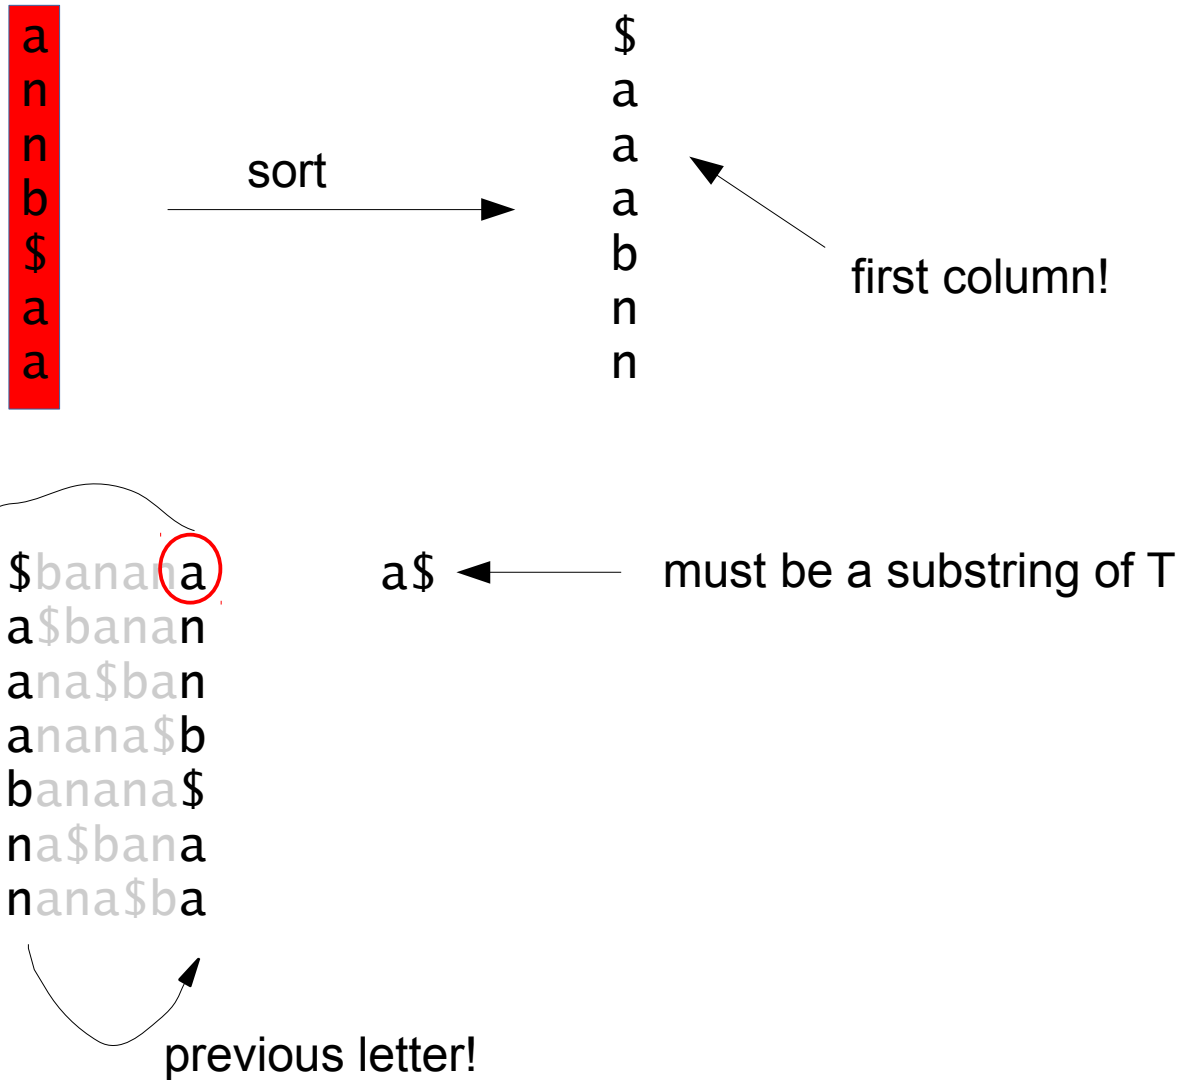 a
n
n
b
$
a
a
sort
$
a
a
a
b
n
n
first column!
$banana
a$banan
ana$ban
anana$b
banana$
na$bana
nana$ba
a$
must be a substring of T
previous letter!